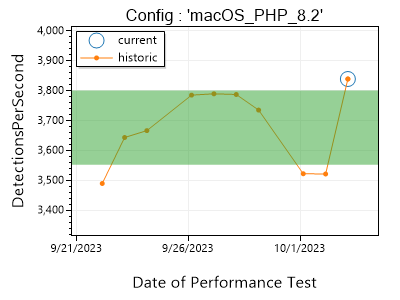 Config : 'macOS_PHP_8.2'
4,000
3,900
3,800
3,700
3,600
3,500
3,400
DetectionsPerSecond
current
historic
9/21/2023
9/26/2023
10/1/2023
Date of Performance Test